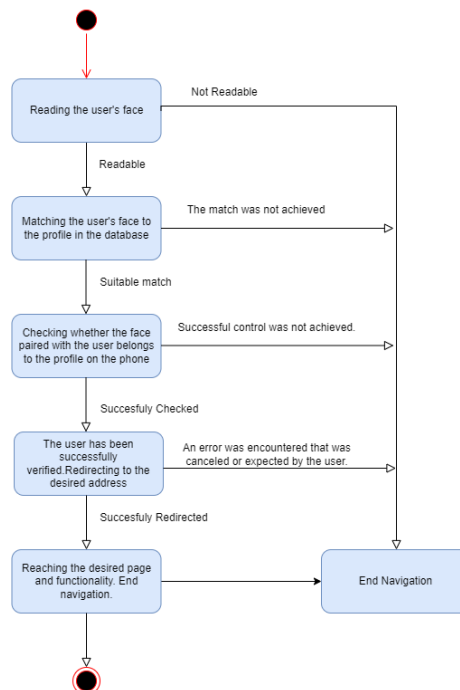 Not Readable
Reading the user's face
Readable
Matching the user's face to
the profile in the database
The match was not achieved
Suitable match
Checking whether the face
paired with the user belongs
to the profile on the phone
Successful control was not achieved.
Succesfuly Checked
The user has been
successfully
verified.Redirecting to the
desired address
An error was encountered that was
canceled or expected by the user.
Succesfuly Redirected
Reaching the desired page
and functionality. End
navigation.
End Navigation